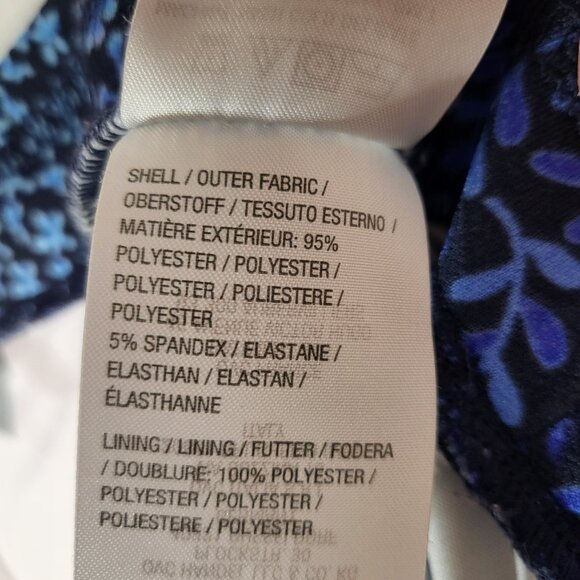 SHELL / OUTER FABRIC /
OBERSTOFF / TESSUTO ESTERNO /
MATIÈRE EXTÉRIEUR: 95%
POLYESTER / POLYESTER /
POLYESTER / POLIESTERE /
POLYESTER
5% SPANDEX / ELASTANE /
ELASTHAN / ELASTAN /
ÉLASTHANNE
LINING / LINING / FUTTER / FODERA
/ DOUBLURE: 100% POLYESTER /
POLYESTER / POLYESTER /
POLIESTERE / POLYESTER